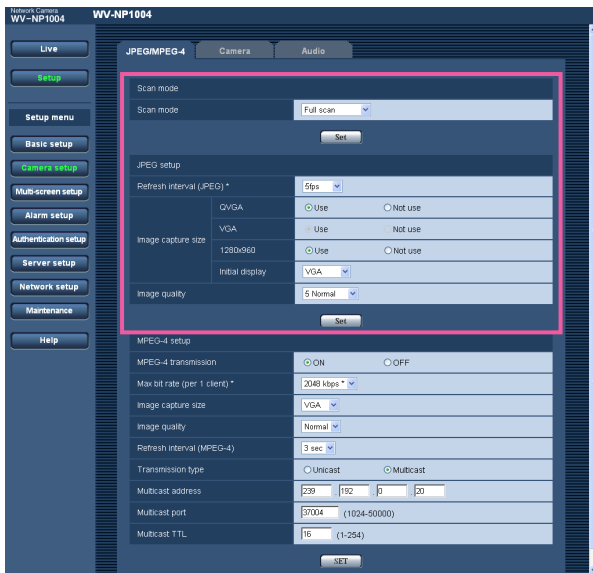 Network Camera
WV-NP1004 WV-NP1004
Live
Setup
Setup menu
Basic setup
Camera setup
Multi-screen setup
Alarm setup
Authentication setup
Server setup
Network setup
Maintenance
Help
JPEG/MPEG-4 Camera Audio
Scan mode
Scan mode Full scan
Set
JPEG setup
Refresh interval (JPEG) * 5fps
Image capture size
QVGA Use Not use
VGA Use Not use
1280x960 Use Not use
Initial display VGA
Image quality 5 Normal
Set
MPEG-4 setup
MPEG-4 transmission ON OFF
Max bit rate (per 1 client) * 2048 kbps *
Image capture size VGA
Image quality Normal
Refresh interval (MPEG-4) 3 sec
Transmission type Unicast Multicast
Multicast address 239 . 192 . 0 . 20
Multicast port 37004 (1024-50000)
Multicast TTL 16 (1-254)
SET